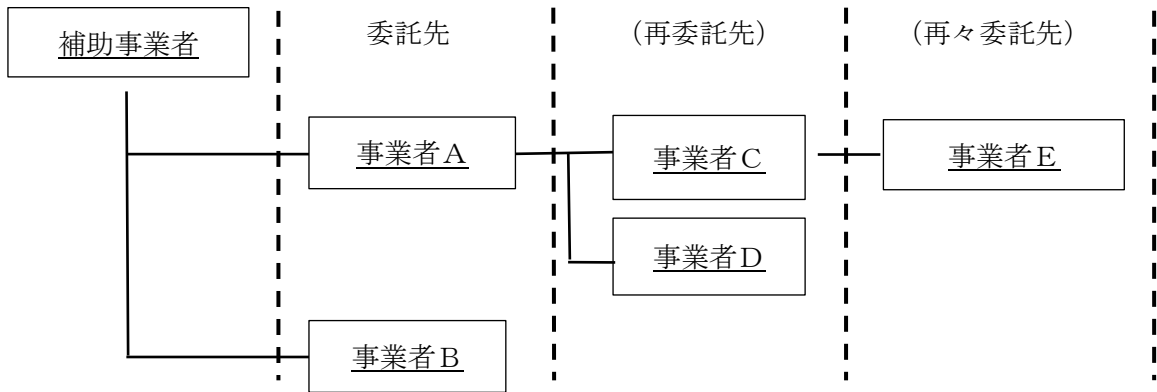 補助事業者
委託先
(再委託先)
(再々委託先)
事業者A
事業者C
事業者E
事業者D
事業者B